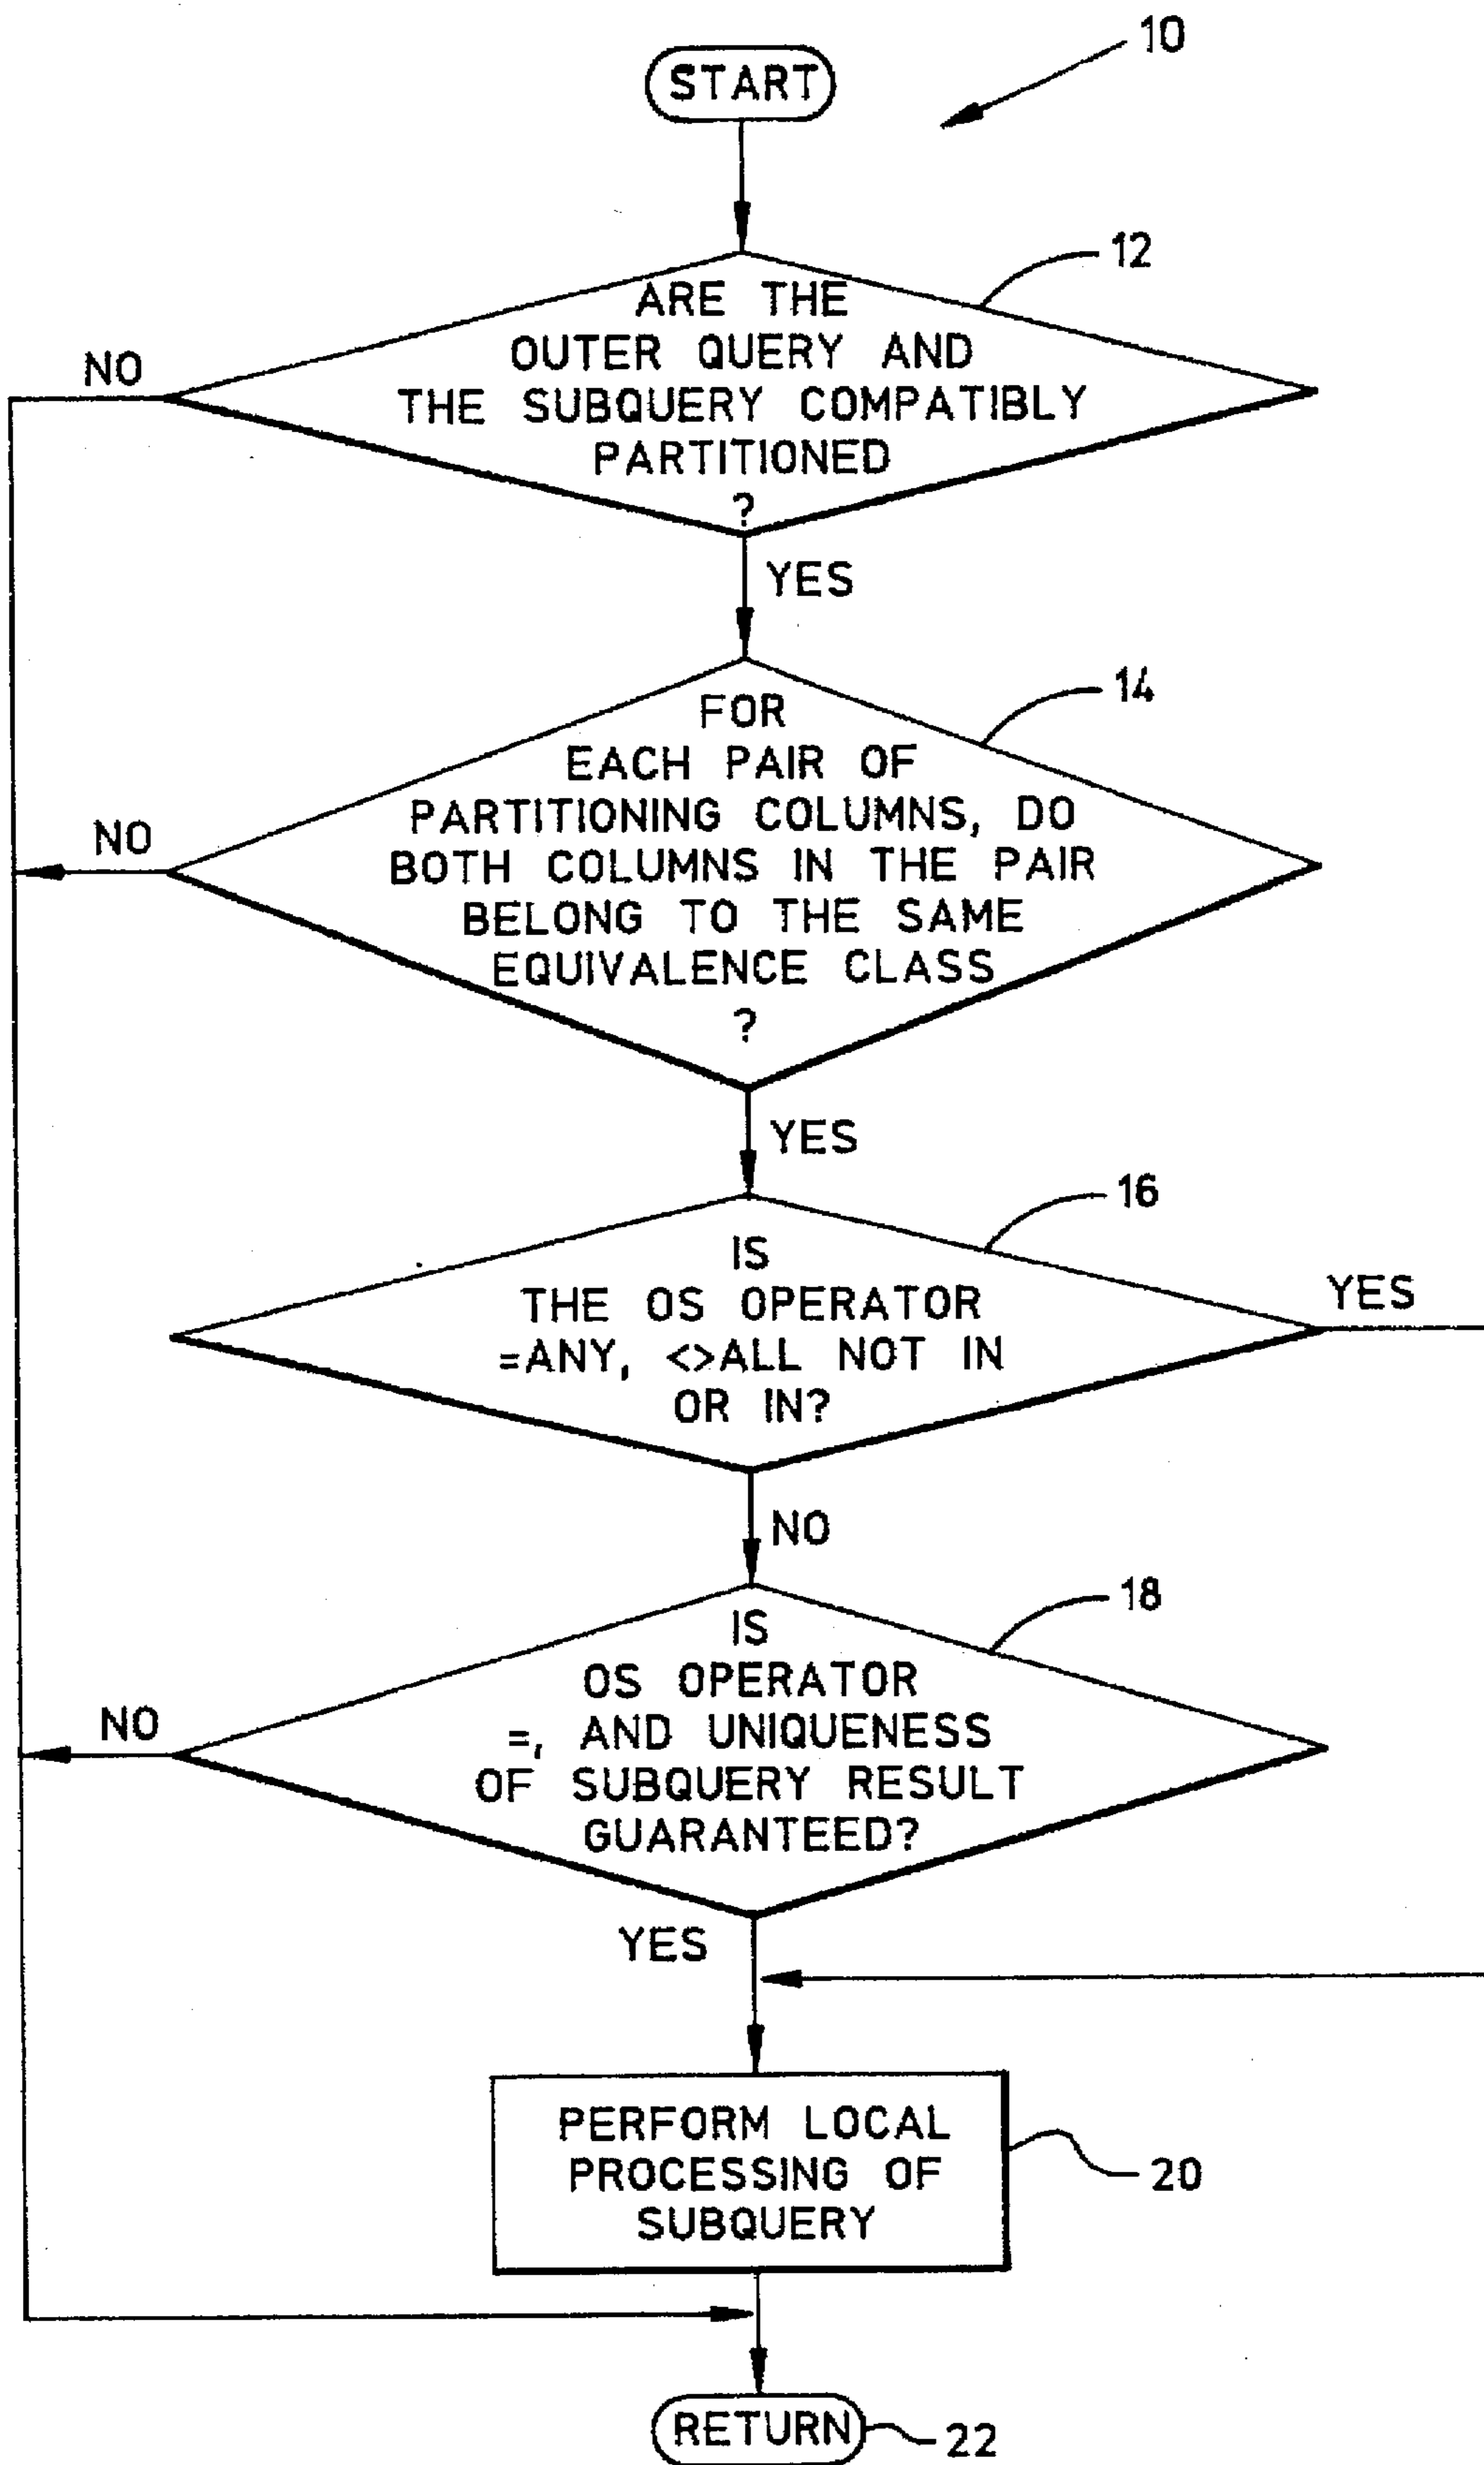 10
START
12
ARE THE
OUTER QUERY AND
THE SUBQUERY COMPATIBLY
PARTITIONED
?
NO
YES
14
FOR
EACH PAIR OF
PARTITIONING COLUMNS, DO
BOTH COLUMNS IN THE PAIR
BELONG TO THE SAME
EQUIVALENCE CLASS
?
NO
YES
16
IS
THE OS OPERATOR
=ANY, <>ALL NOT IN
OR IN?
YES
NO
18
IS
OS OPERATOR
=, AND UNIQUENESS
OF SUBQUERY RESULT
GUARANTEED?
NO
YES
PERFORM LOCAL
PROCESSING OF
SUBQUERY
20
RETURN
22